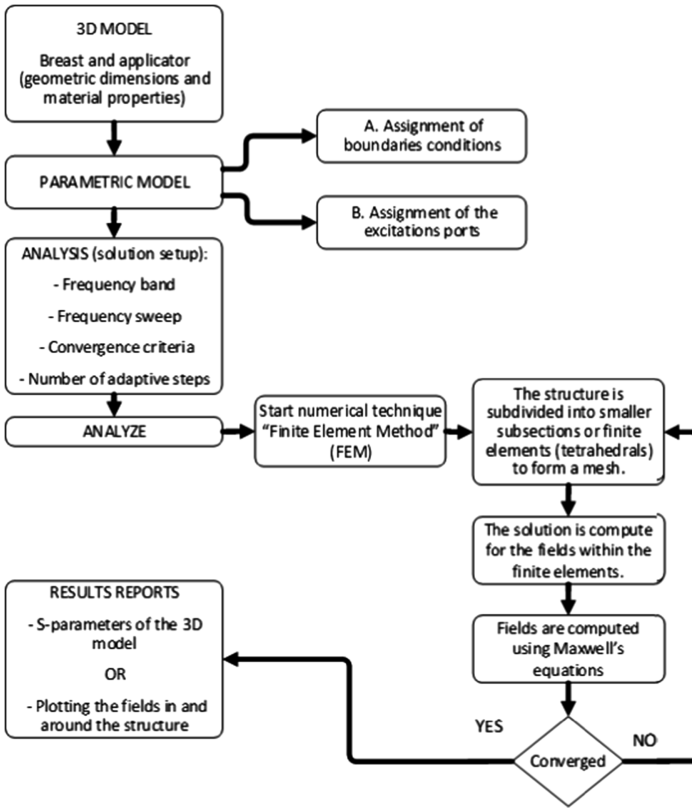 3D MODEL
Breast and applicator
(geometric dimensions and
material properties)
A. Assignment of
boundaries conditions
PARAMETRIC MODEL
B. Assignment of the
excitations ports
ANALYSIS (solution setup):
- Frequency band
- Frequency sweep
- Convergence criteria
- Number of adaptive steps
ANALYZE
Start numerical technique
“Finite Element Method”
(FEM)
The structure is
subdivided into smaller
subsections or finite
elements (tetrahedrals)
to form a mesh.
The solution is compute
for the fields within the
finite elements.
Fields are computed
using Maxwell’s
equations
Converged
YES
NO
RESULTS REPORTS
- S-parameters of the 3D
model
OR
- Plotting the fields in and
around the structure